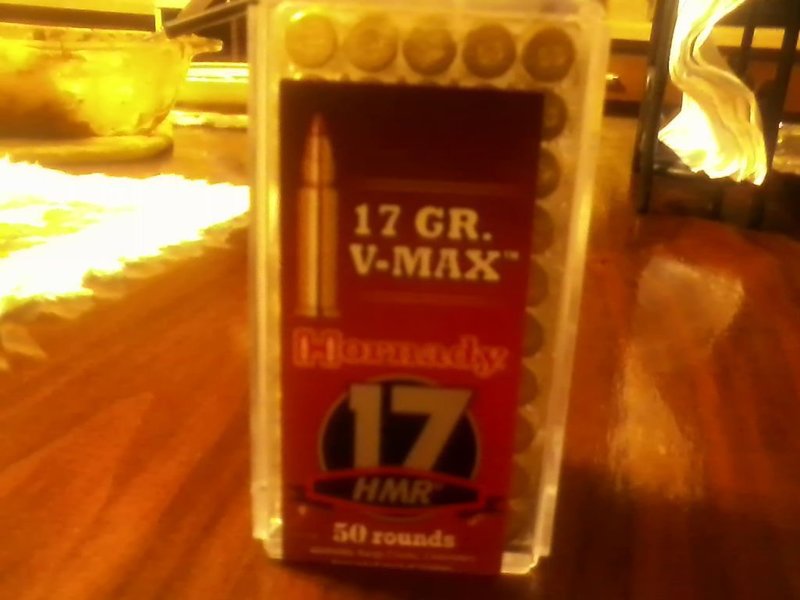 17 GR.
V-MAX™
Hornady
17
HMR
50 rounds